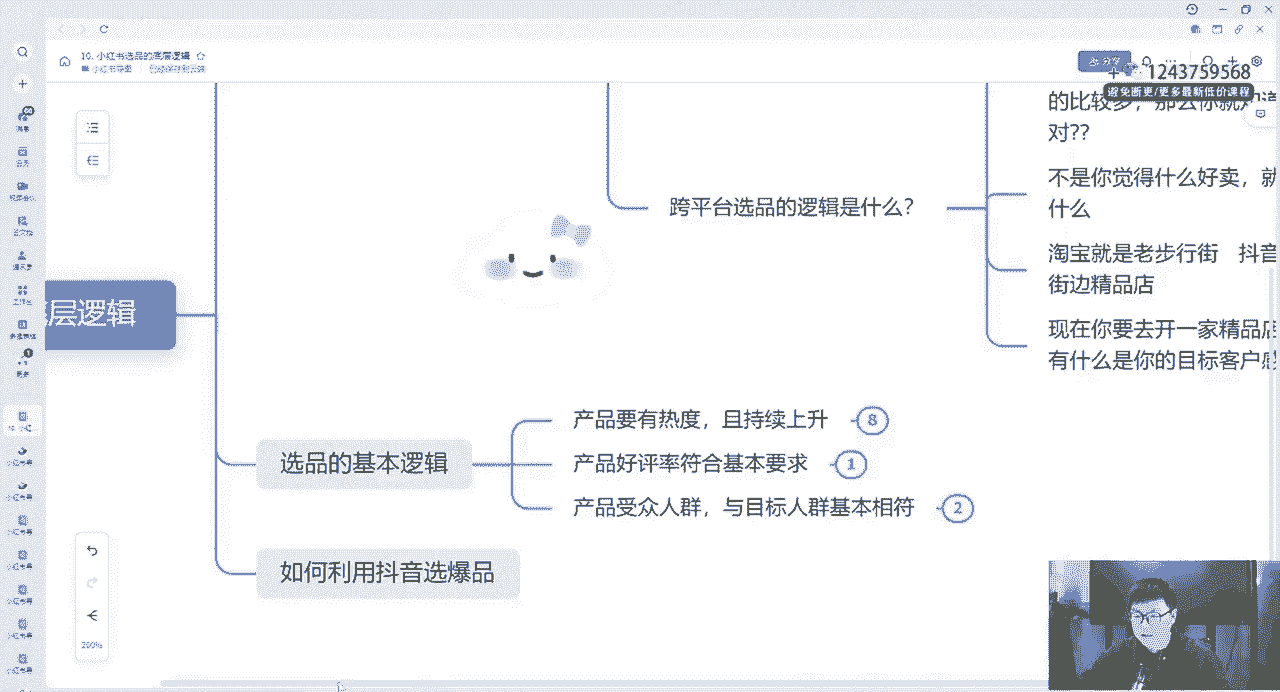 10. 小红书选品的底层逻辑
分享
1243759568
避免断更/更多最新低价课程
的比较多，那么你就
对??
不是你觉得什么好卖，就
什么
跨平台选品的逻辑是什么？
淘宝就是老步行街 抖音
街边精品店
现在你要去开一家精品店
有什么是你的目标客户感
层逻辑
产品要有热度，且持续上升 8
选品的基本逻辑
产品好评率符合基本要求 1
产品受众人群，与目标人群基本相符 2
如何利用抖音选爆品
200%